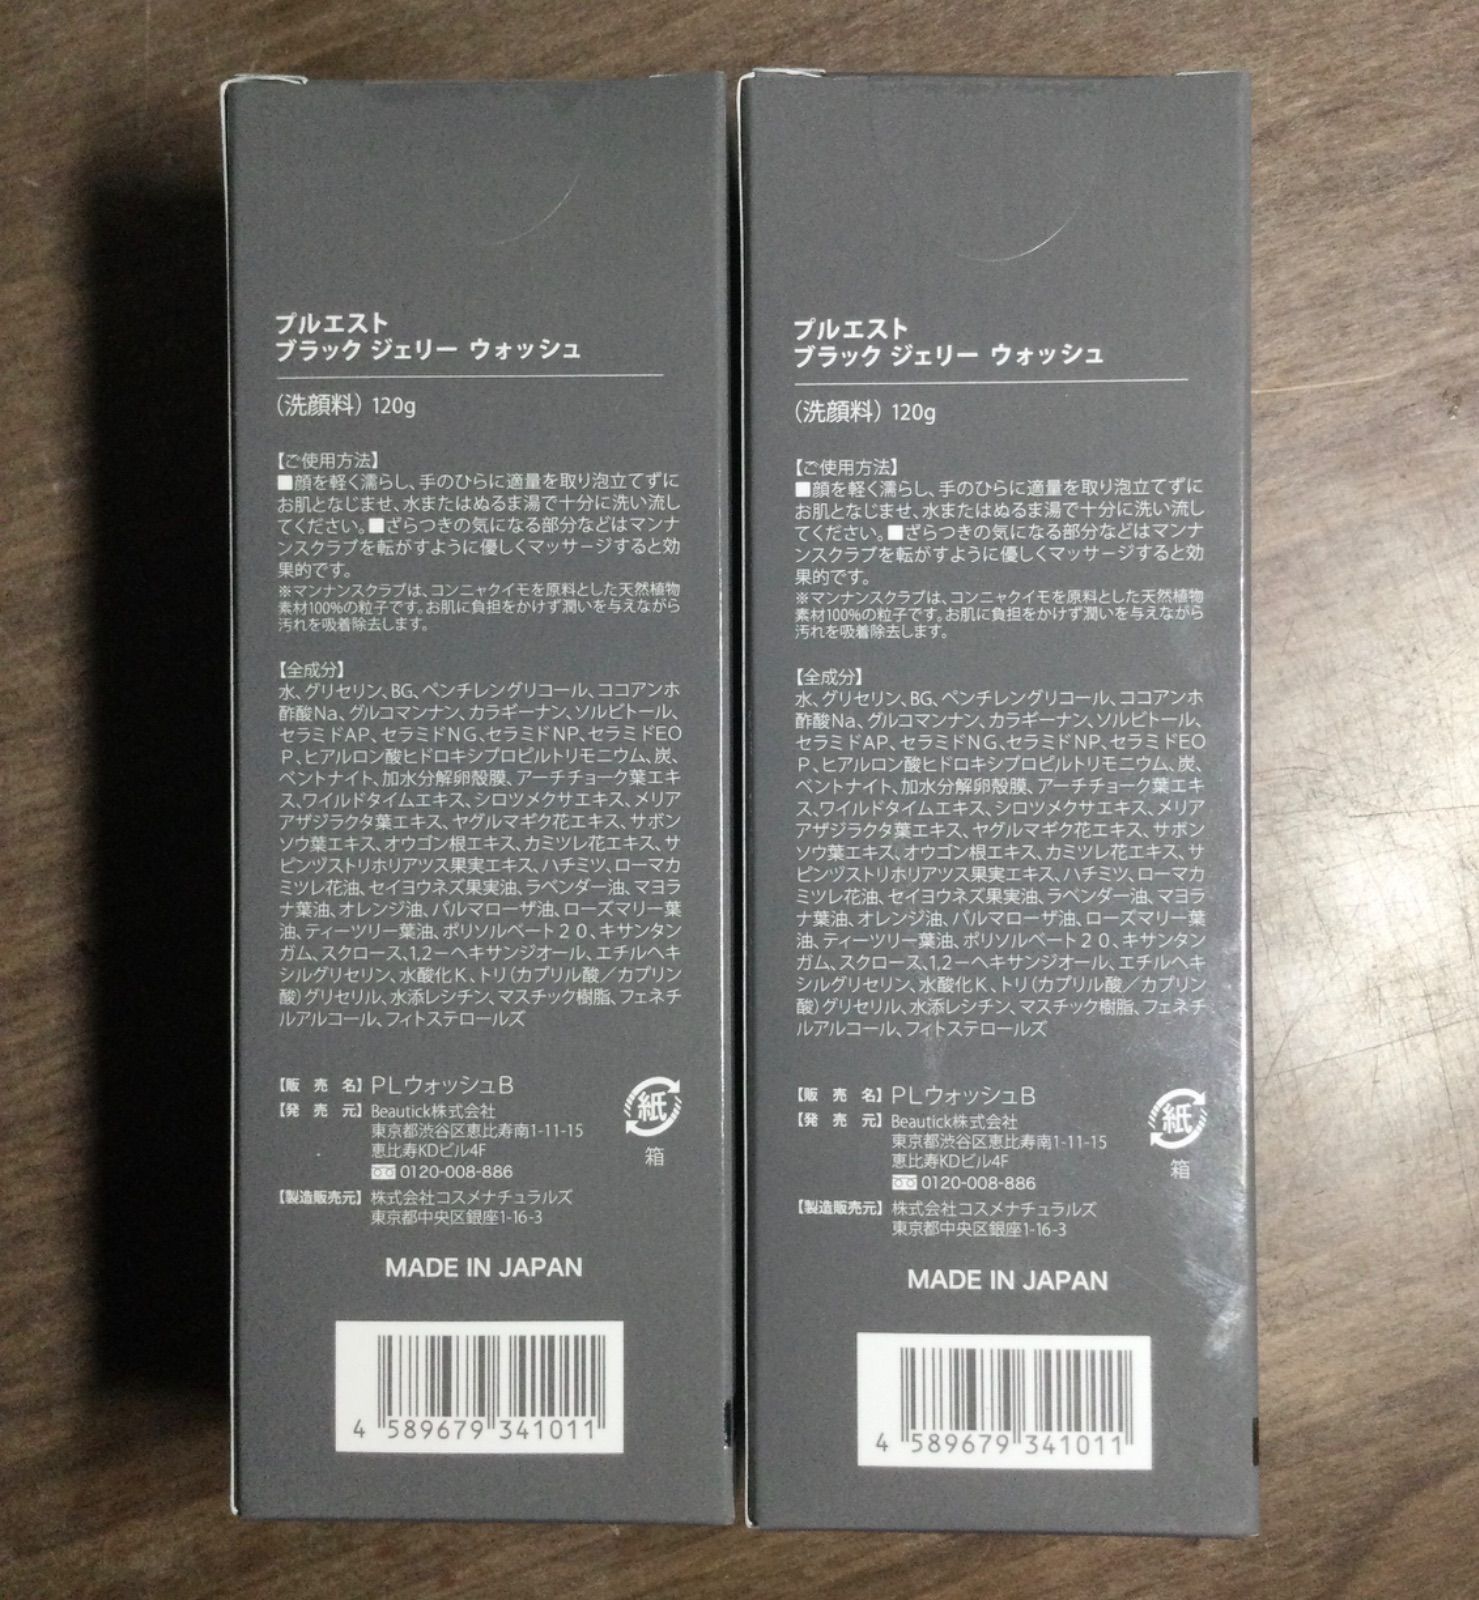 プルエスト
ブラック ジェリー ウォッシュ
（洗顔料）120g
【ご使用方法】
■顔を軽く濡らし、手のひらに適量を取り泡立てずに
お肌となじませ、水またはぬるま湯で十分に洗い流し
てください。■ざらつきの気になる部分などはマンナ
ンスクラブを転がすように優しくマッサージすると効
果的です。
※マンナンスクラブは、コンニャクイモを原料とした天然植物
素材100%の粒子です。お肌に負担をかけず潤いを与えながら
汚れを吸着除去します。
【全成分】
水、グリセリン、BG、ペンチレングリコール、ココアンホ
酢酸Na、グルコマンナン、カラギーナン、ソルビトール、
セラミドAP、セラミドNG、セラミドNP、セラミドEO
P、ヒアルロン酸ヒドロキシプロピルトリモニウム、炭、
ベントナイト、加水分解卵殻膜、アーチチョーク葉エキ
ス、ワイルドタイムエキス、シロツメクサエキス、メリア
アザジラクタ葉エキス、ヤグルマギク花エキス、サボン
ソウ葉エキス、オウゴン根エキス、カミツレ花エキス、サ
ピンヅストリホリアツス果実エキス、ハチミツ、ローマカ
ミツレ花油、セイヨウネズ果実油、ラベンダー油、マヨラ
ナ葉油、オレンジ油、パルマローザ油、ローズマリー葉
油、ティーツリー葉油、ポリソルベート２０、キサンタン
ガム、スクロース、1,2－ヘキサンジオール、エチルヘキ
シルグリセリン、水酸化Ｋ、トリ（カプリル酸／カプリン
酸）グリセリル、水添レシチン、マスチック樹脂、フェネチ
ルアルコール、フィトステロールズ
【販 売 名】PLウォッシュB
【発 売 元】Beautick株式会社
東京都渋谷区恵比寿南1-11-15
恵比寿KDビル4F
0120-008-886
【製造販売元】株式会社コスメナチュラルズ
東京都中央区銀座1-16-3
紙
箱
MADE IN JAPAN
4 589679 341011
プルエスト
ブラック ジェリー ウォッシュ
（洗顔料）120g
【ご使用方法】
■顔を軽く濡らし、手のひらに適量を取り泡立てずに
お肌となじませ、水またはぬるま湯で十分に洗い流し
てください。■ざらつきの気になる部分などはマンナ
ンスクラブを転がすように優しくマッサージすると効
果的です。
※マンナンスクラブは、コンニャクイモを原料とした天然植物
素材100%の粒子です。お肌に負担をかけず潤いを与えながら
汚れを吸着除去します。
【全成分】
水、グリセリン、BG、ペンチレングリコール、ココアンホ
酢酸Na、グルコマンナン、カラギーナン、ソルビトール、
セラミドAP、セラミドNG、セラミドNP、セラミドEO
P、ヒアルロン酸ヒドロキシプロピルトリモニウム、炭、
ベントナイト、加水分解卵殻膜、アーチチョーク葉エキ
ス、ワイルドタイムエキス、シロツメクサエキス、メリア
アザジラクタ葉エキス、ヤグルマギク花エキス、サボン
ソウ葉エキス、オウゴン根エキス、カミツレ花エキス、サ
ピンヅストリホリアツス果実エキス、ハチミツ、ローマカ
ミツレ花油、セイヨウネズ果実油、ラベンダー油、マヨラ
ナ葉油、オレンジ油、パルマローザ油、ローズマリー葉
油、ティーツリー葉油、ポリソルベート２０、キサンタン
ガム、スクロース、1,2－ヘキサンジオール、エチルヘキ
シルグリセリン、水酸化Ｋ、トリ（カプリル酸／カプリン
酸）グリセリル、水添レシチン、マスチック樹脂、フェネチ
ルアルコール、フィトステロールズ
【販 売 名】PLウォッシュB
【発 売 元】Beautick株式会社
東京都渋谷区恵比寿南1-11-15
恵比寿KDビル4F
0120-008-886
【製造販売元】株式会社コスメナチュラルズ
東京都中央区銀座1-16-3
紙
箱
MADE IN JAPAN
4 589679 341011